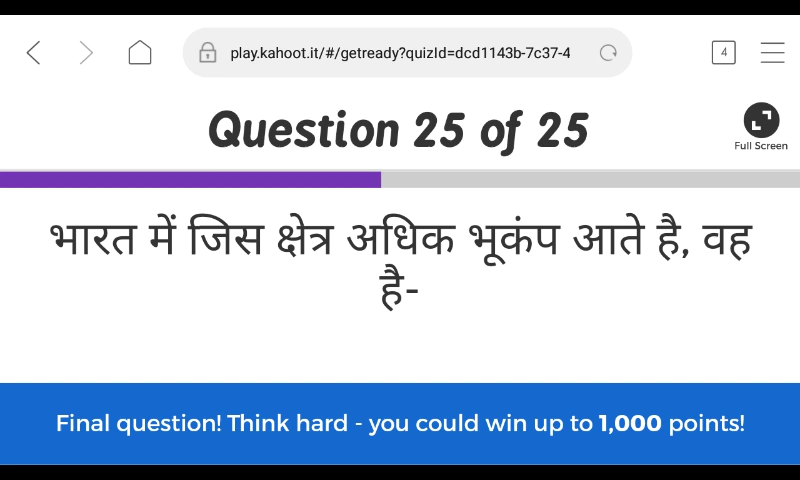 play.kahoot.it/#/getready?quizId=dcd1143b-7c37-4
4
Question 25 of 25
Full Screen
भारत में जिस क्षेत्र अधिक भूकंप आते है, वह
है-
Final question! Think hard - you could win up to 1,000 points!